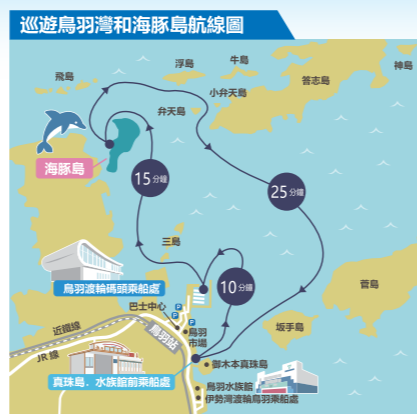 巡遊鳥羽灣和海豚島航線圖
飛島
浮島
牛島
神島
答志島
小弁天島
弁天島
海豚島
15分鐘
25分鐘
三島
鳥羽渡輪碼頭乘船處
10分鐘
菅島
巴士中心
P
P
P
鳥羽市場
坂手島
近鐵線
鳥羽站
JR線
御木本真珠島
真珠島．水族館前乘船處
鳥羽水族館
伊勢灣渡輪鳥羽乘船處